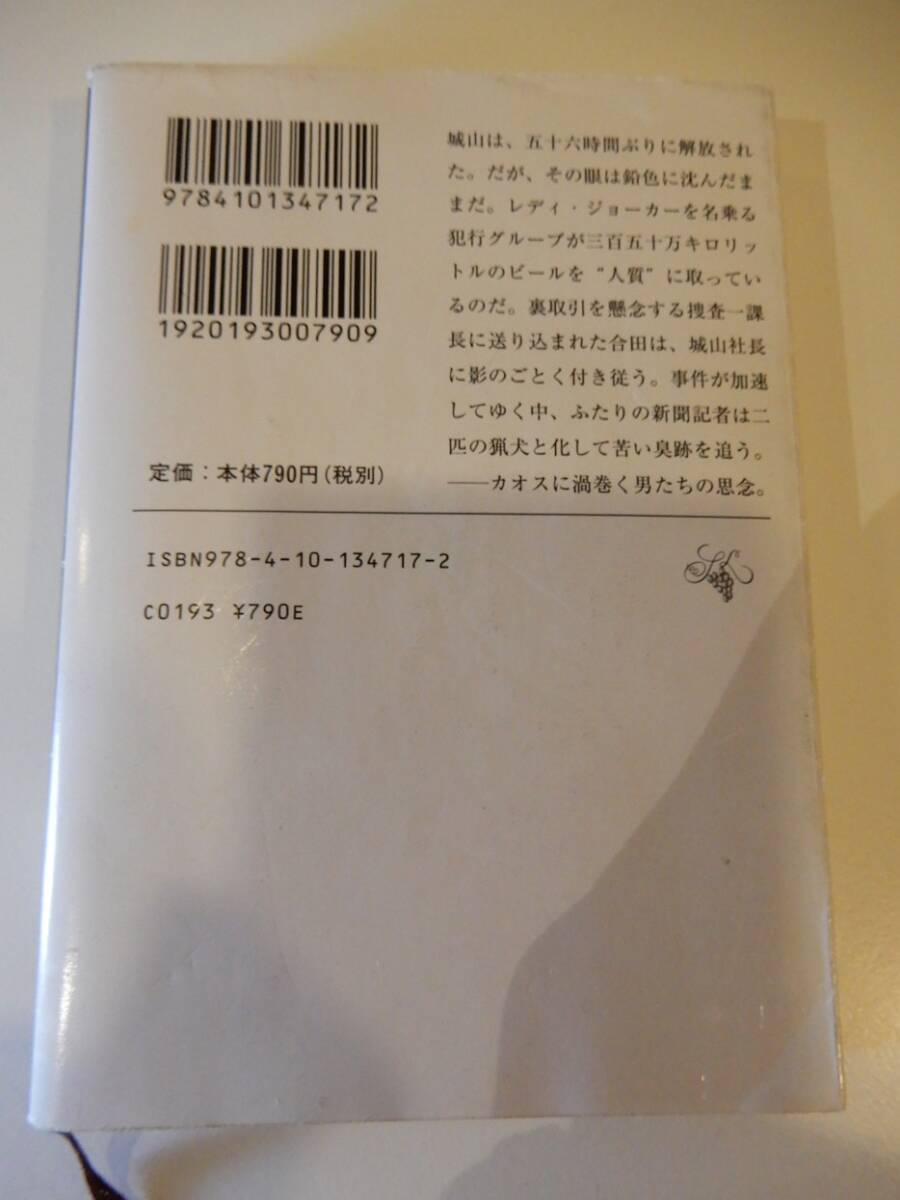 9784101347172
1920193007909
定価：本体790円（税別）
城山は、五十六時間ぶりに解放され
た。だが、その眼は鉛色に沈んだま
まだ。レディ・ジョーカーを名乗る
犯行グループが三百五十万キロリッ
トルのビールを“人質”に取ってい
るのだ。裏取引を懸念する捜査一課
長に送り込まれた合田は、城山社長
に影のごとく付き従う。事件が加速
してゆく中、ふたりの新聞記者は二
匹の猟犬と化して苦い臭跡を追う。
――カオスに渦巻く男たちの思念。
ISBN978-4-10-134717-2
C0193 ¥790E